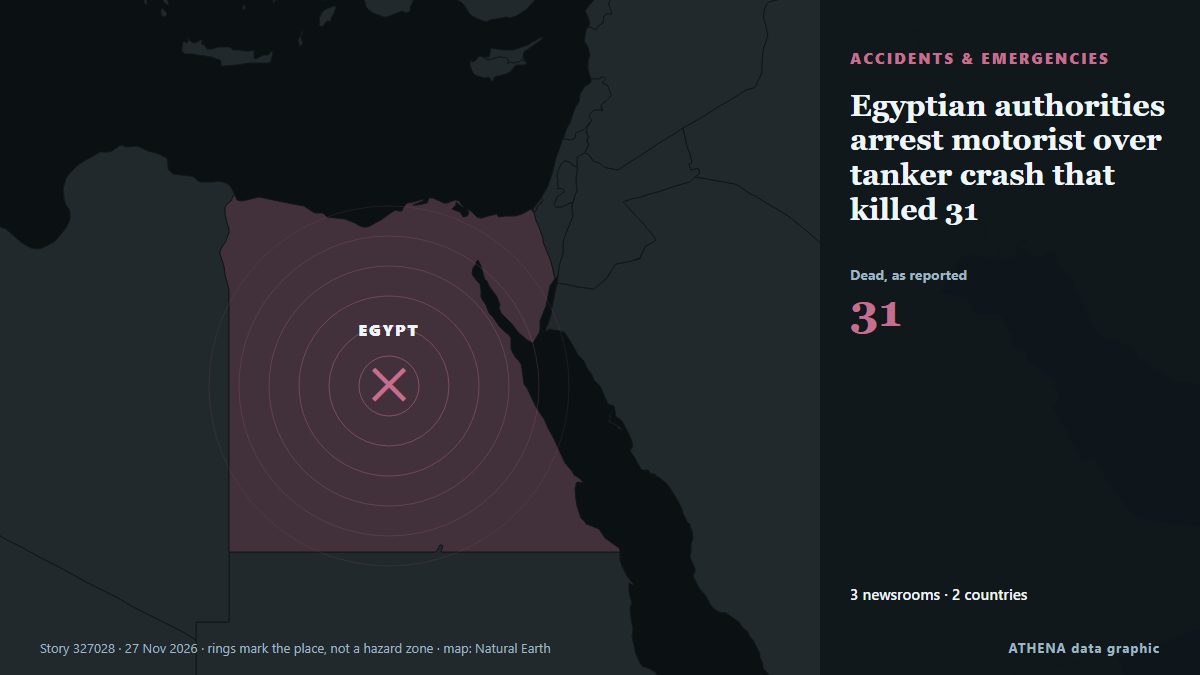 ACCIDENTS & EMERGENCIES
Egyptian authorities
arrest motorist over
tanker crash that
killed 31
Dead, as reported
31
EGYPT
3 newsrooms · 2 countries
Story 327028 · 27 Nov 2026 · rings mark the place, not a hazard zone · map: Natural Earth
ATHENA data graphic